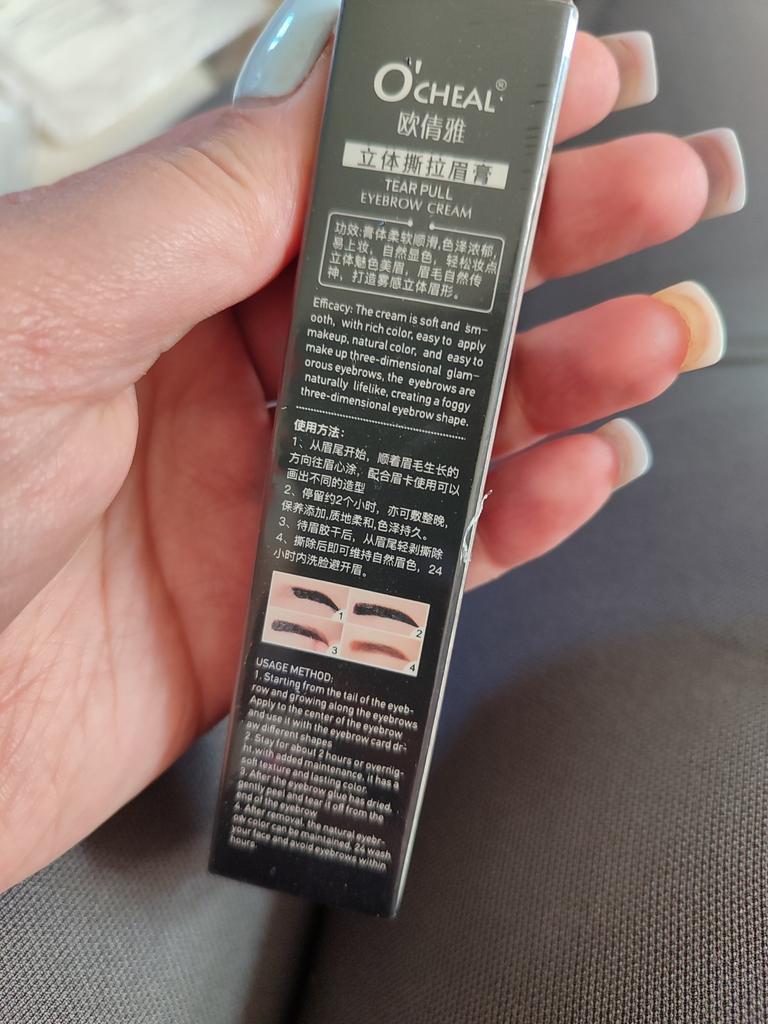 O'CHEAL®
欧倩雅
立体撕拉眉膏
TEAR PULL
EYEBROW CREAM
功效:膏体柔软顺滑,色泽浓郁,
易上妆，自然显色，轻松妆点
立体魅色美眉，眉毛自然传
神，打造雾感立体眉形。
Efficacy: The cream is soft and sm-
ooth, with rich color, easy to apply
makeup, natural color, and easy to
make up three-dimensional glam-
orous eyebrows, the eyebrows are
naturally lifelike, creating a foggy
three-dimensional eyebrow shape.
使用方法：
1、从眉尾开始，顺着眉毛生长的
方向往眉心涂，配合眉卡使用可以
画出不同的造型
2、停留约2个小时，亦可敷整晚，
保养添加,质地柔和,色泽持久。
3、待眉胶干后，从眉尾轻剥撕除
4、撕除后即可维持自然眉色，24
小时内洗脸避开眉。
1
2
3
4
USAGE METHOD:
1. Starting from the tail of the eyeb-
row and growing along the eyebrows
Apply to the center of the eyebrow
and use it with the eyebrow card dr-
aw different shapes
2. Stay for about 2 hours or overnig-
ht with added maintenance, it has a
soft texture and lasting color.
3. After the eyebrow glue has dried,
gently peel and tear it off from the
end of the eyebrow
4. After removal, the natural eyebr-
ow color can be maintained. 24 wash
your face and avoid eyebrows within
hours.